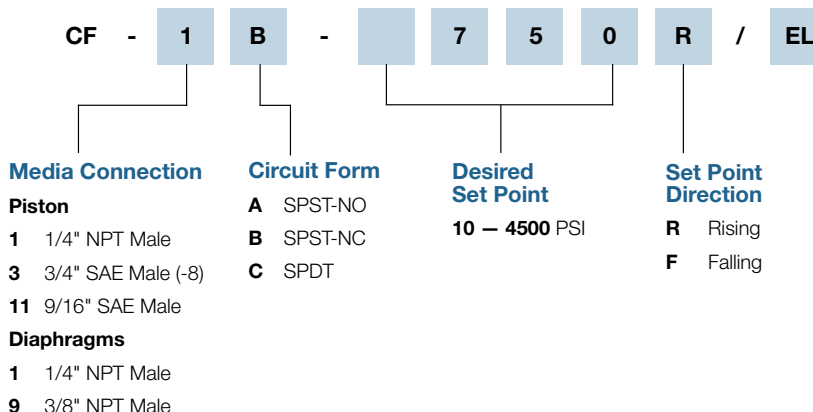 CF - 1 B - 7 5 0 R / EL
Media Connection
Piston
1 1/4" NPT Male
3 3/4" SAE Male (-8)
11 9/16" SAE Male
Diaphragms
1 1/4" NPT Male
9 3/8" NPT Male
Circuit Form
A SPST-NO
B SPST-NC
C SPDT
Desired
Set Point
10 — 4500 PSI
Set Point
Direction
R Rising
F Falling